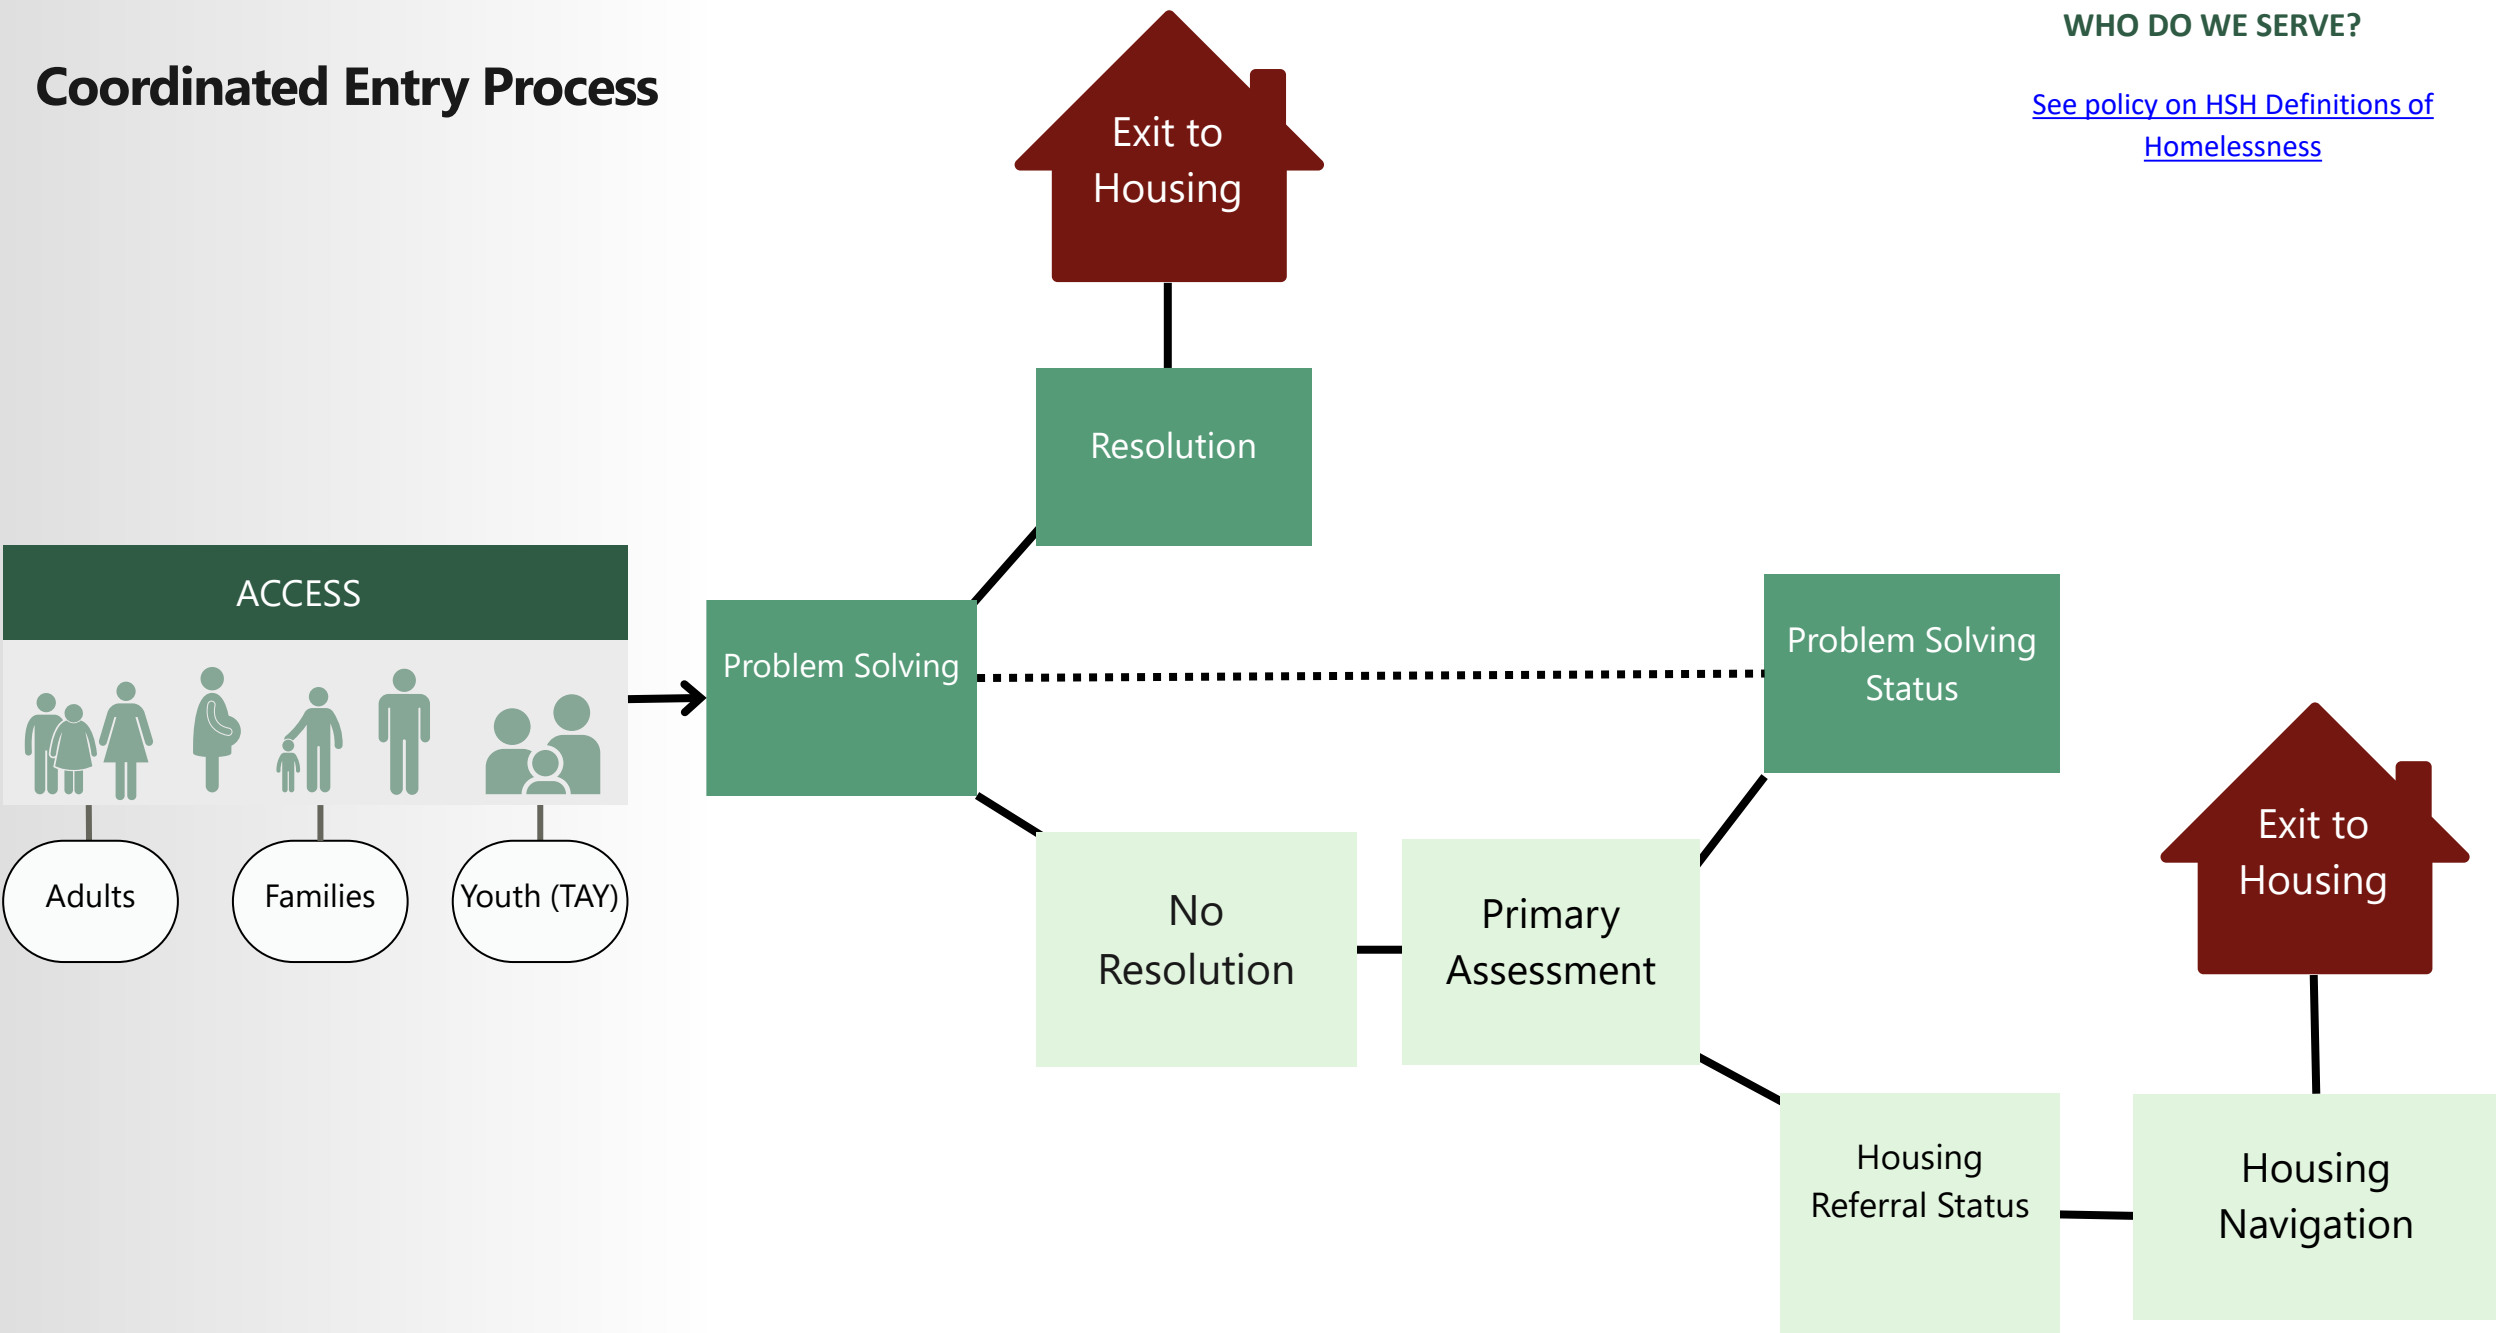 Coordinated Entry Process
WHO DO WE SERVE?
See policy on HSH Definitions of
Homelessness
Exit to
Housing
Resolution
ACCESS
Problem Solving
Problem Solving
Status
Adults
Families
Youth (TAY)
No
Resolution
Primary
Assessment
Exit to
Housing
Housing
Referral Status
Housing
Navigation